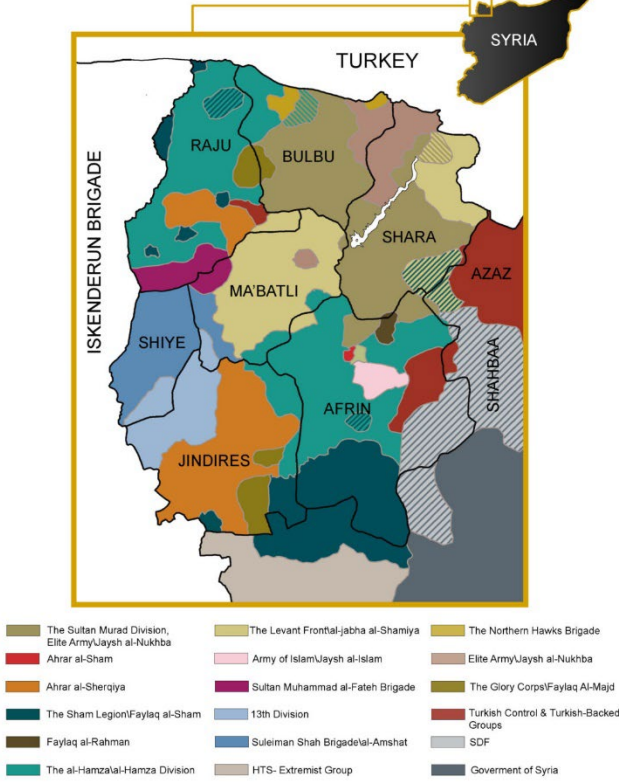 SYRIA
TURKEY
RAJU
BULBU
ISKENDERUN BRIGADE
SHARA
AZAZ
MA'BATLI
SHIYE
SHAHBAA
AFRIN
JINDIRES
The Sultan Murad Division,
Elite Army\Jaysh al-Nukhba
The Levant Front\al-jabha al-Shamiya
The Northern Hawks Brigade
Ahrar al-Sham
Army of Islam\Jaysh al-Islam
Elite Army\Jaysh al-Nukhba
Ahrar al-Sherqiya
Sultan Muhammad al-Fateh Brigade
The Glory Corps\Faylaq Al-Majd
The Sham Legion\Faylaq al-Sham
13th Division
Turkish Control & Turkish-Backed
Groups
Faylaq al-Rahman
Suleiman Shah Brigade\al-Amshat
SDF
The al-Hamza\al-Hamza Division
HTS- Extremist Group
Goverment of Syria